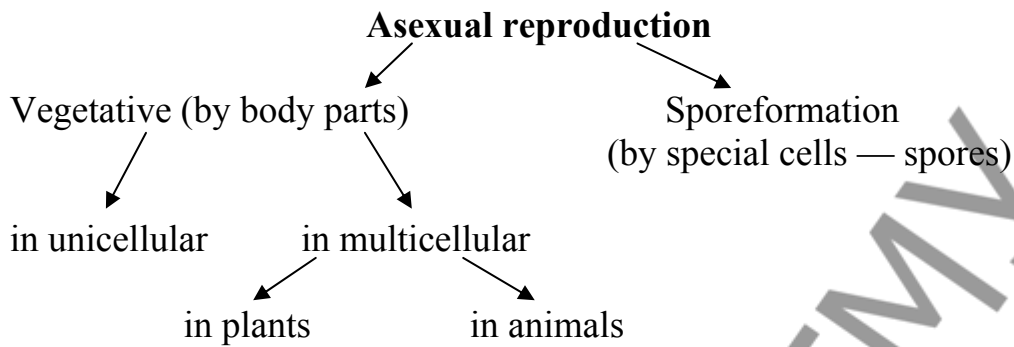 Asexual reproduction
Vegetative (by body parts)
Sporeformation
(by special cells — spores)
in unicellular
in multicellular
in plants
in animals